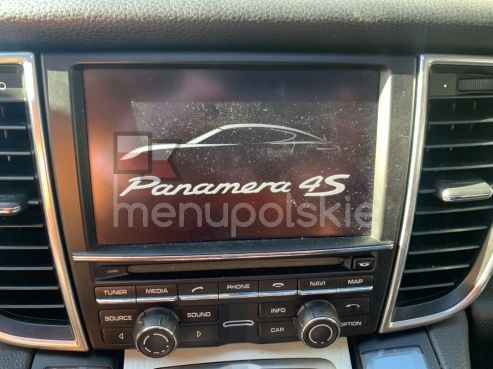 Panamera 4S
menupolskie
TUNER MEDIA PHONE NAVI MAP
SOURCE SOUND INFO
CAR OPTION